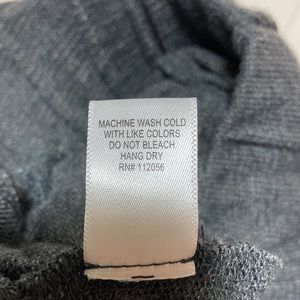 MACHINE WASH COLD
WITH LIKE COLORS
DO NOT BLEACH
HANG DRY
RN# 112056